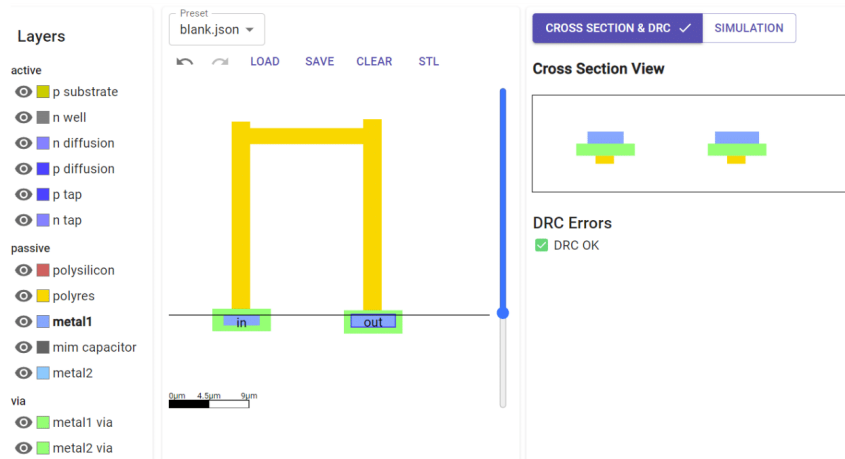 Layers
active
p substrate
n well
n diffusion
p diffusion
p tap
n tap
passive
polysilicon
polyres
metal1
mim capacitor
metal2
via
metal1 via
metal2 via
Preset
blank.json
LOAD SAVE CLEAR STL
in out
0μm 4.5μm 9μm
CROSS SECTION & DRC SIMULATION
Cross Section View
DRC Errors
DRC OK